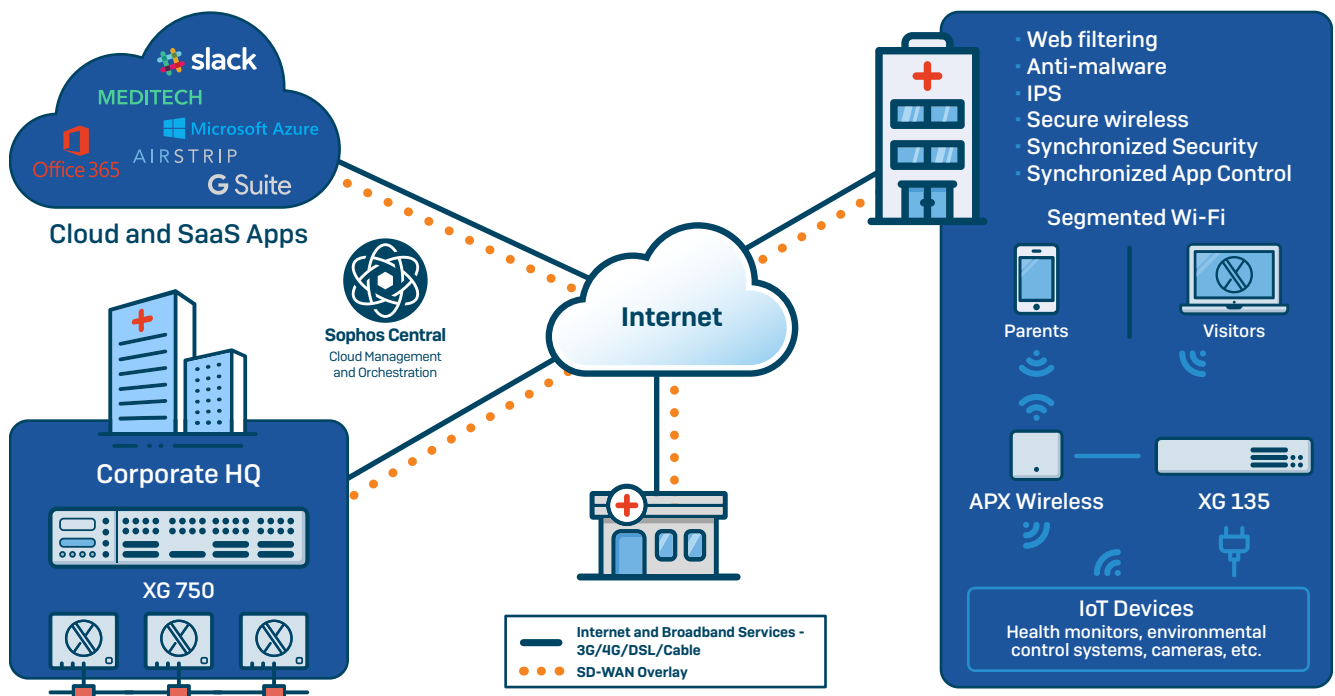 slack
MEDITECH
Microsoft Azure
Office 365
AIRSTRIP
G Suite
Cloud and SaaS Apps
Sophos Central
Cloud Management
and Orchestration
Corporate HQ
XG 750
Internet
Internet and Broadband Services -
3G/4G/DSL/Cable
SD-WAN Overlay
· Web filtering
· Anti-malware
· IPS
· Secure wireless
· Synchronized Security
· Synchronized App Control
Segmented Wi-Fi
Parents
Visitors
APX Wireless
XG 135
IoT Devices
Health monitors, environmental
control systems, cameras, etc.